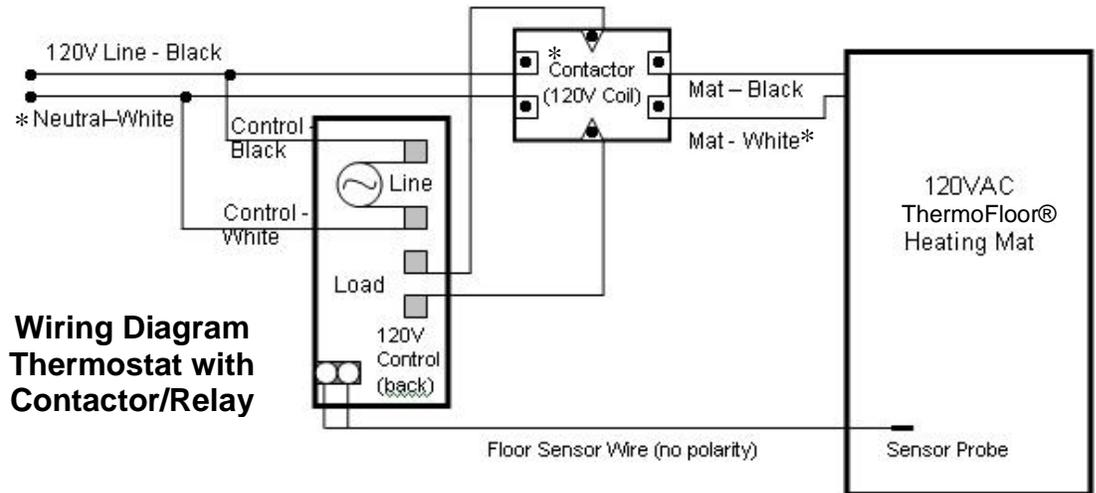 120V Line - Black
* Neutral–White
Control -
Black
Control -
White
Line
Load
120V
Control
(back)
*
Contactor
(120V Coil)
Mat – Black
Mat - White*
120VAC
ThermoFloor®
Heating Mat
Wiring Diagram
Thermostat with
Contactor/Relay
Floor Sensor Wire (no polarity)
Sensor Probe